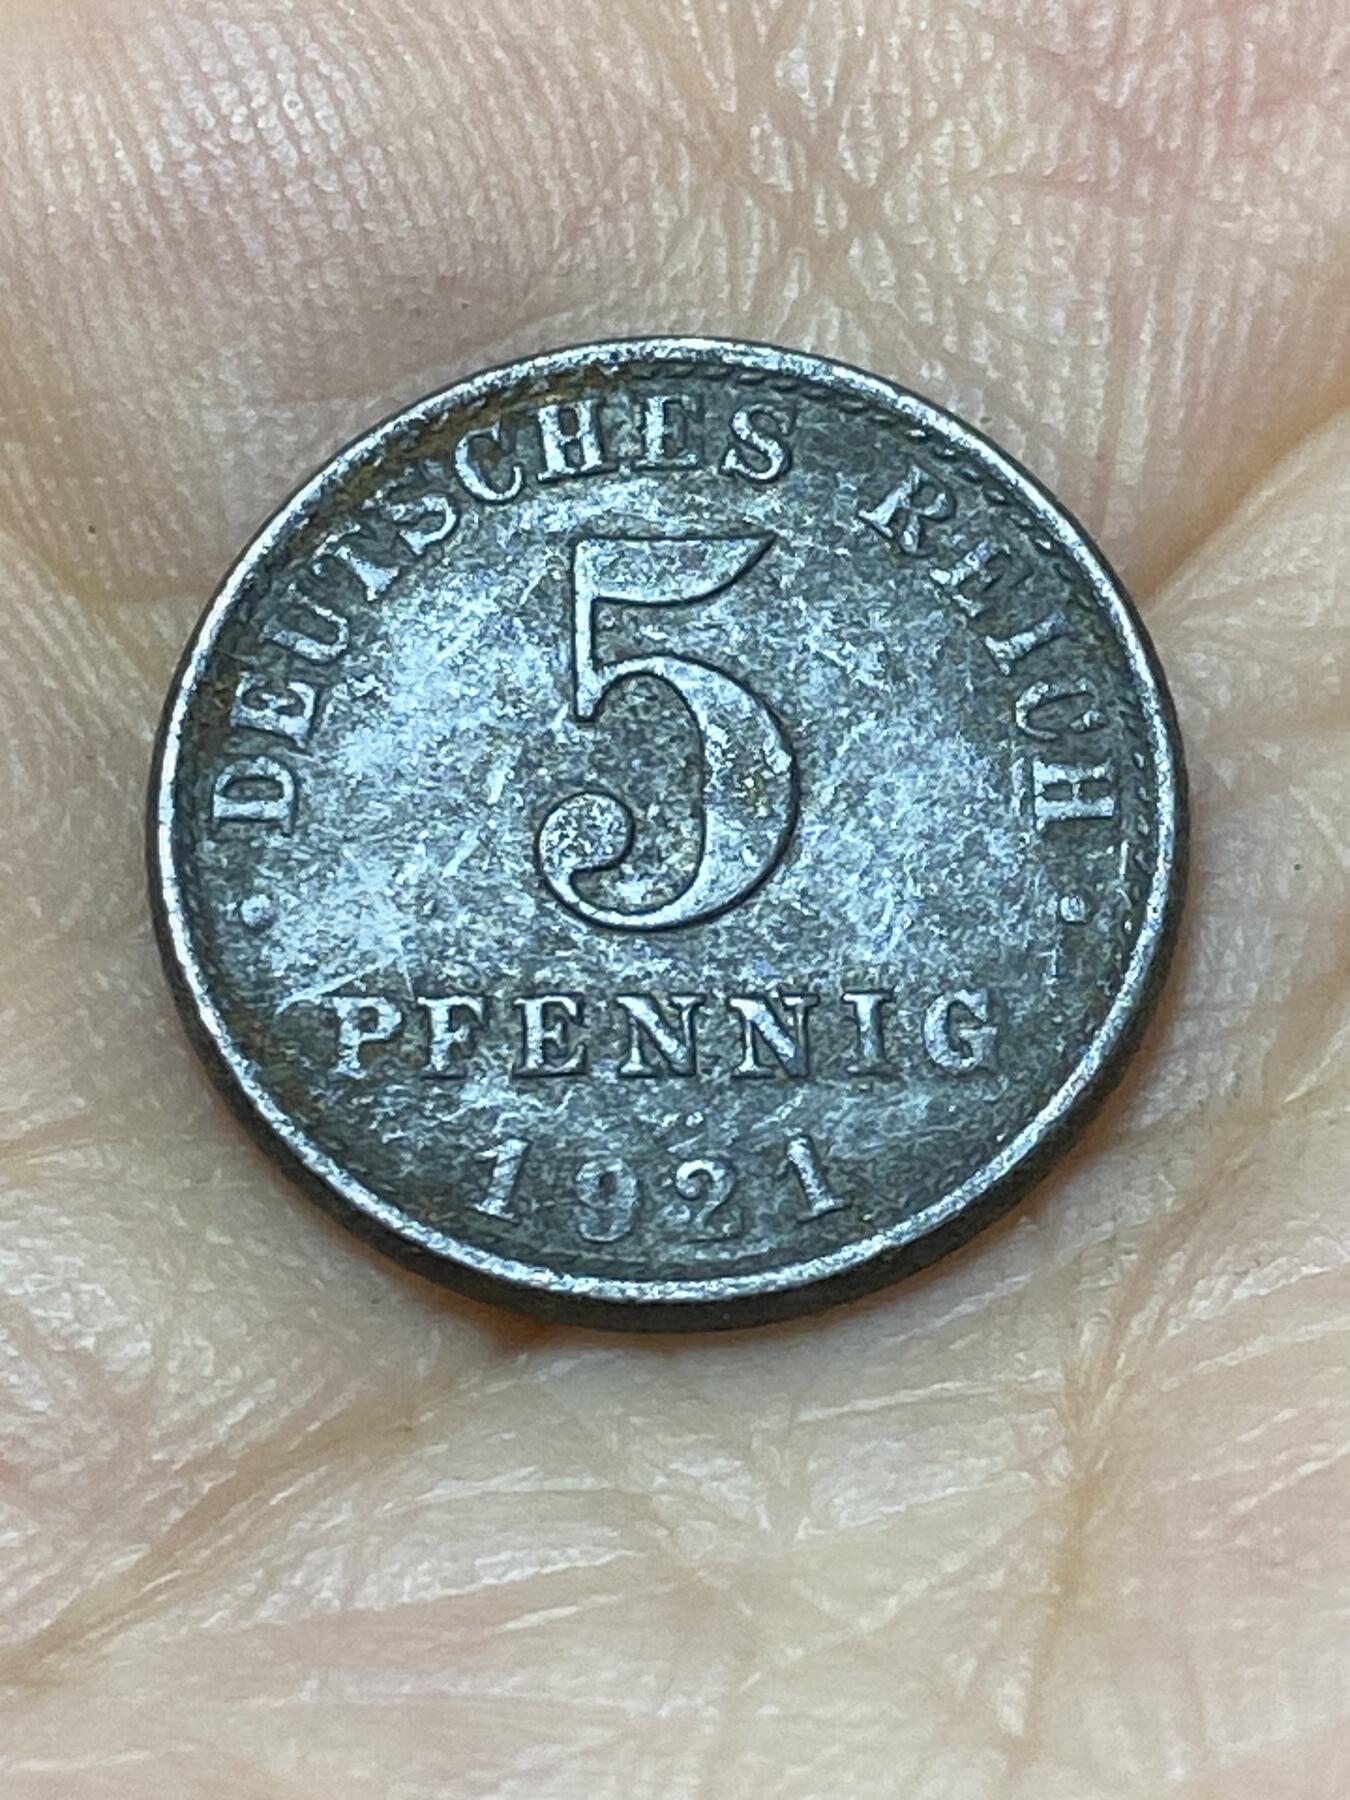 DEUTSCHES REICH
5
PFENNIG
1921